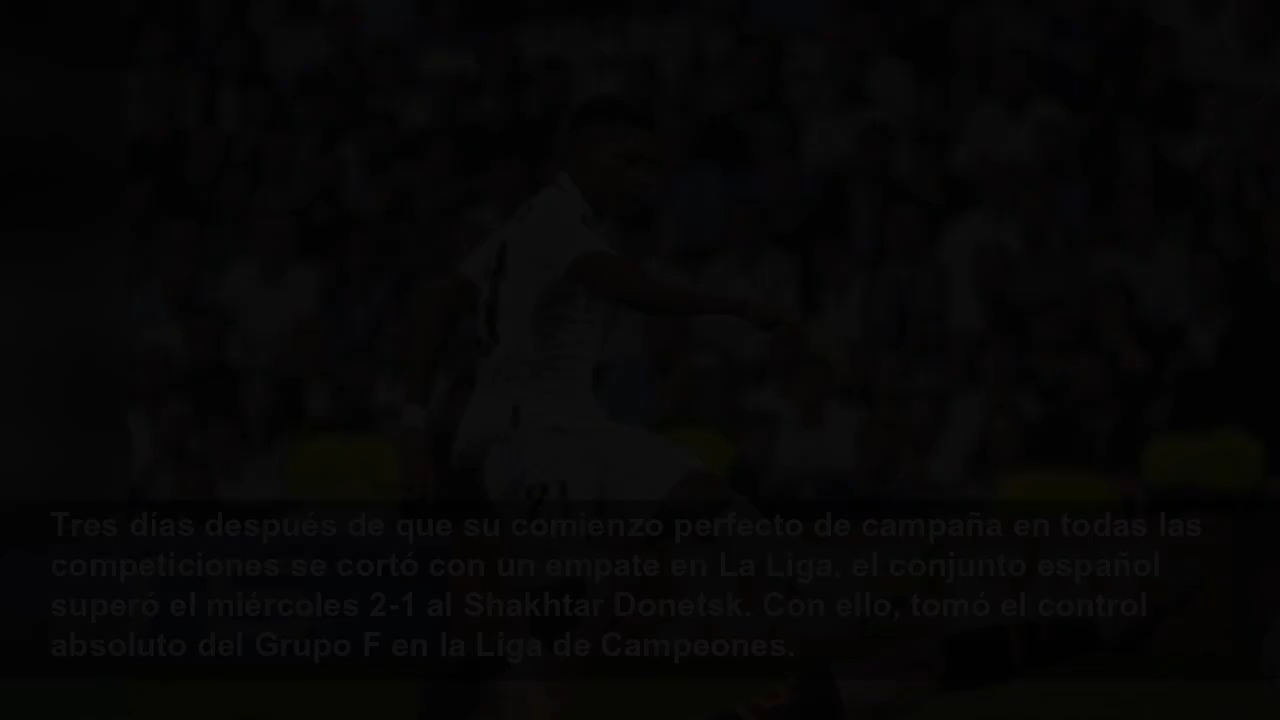 Tres días después de que su comienzo perfecto de campaña en todas las
competiciones se cortó con un empate en La Liga, el conjunto español
superó el miércoles 2-1 al Shakhtar Donetsk. Con ello, tomó el control
absoluto del Grupo F en la Liga de Campeones.
21